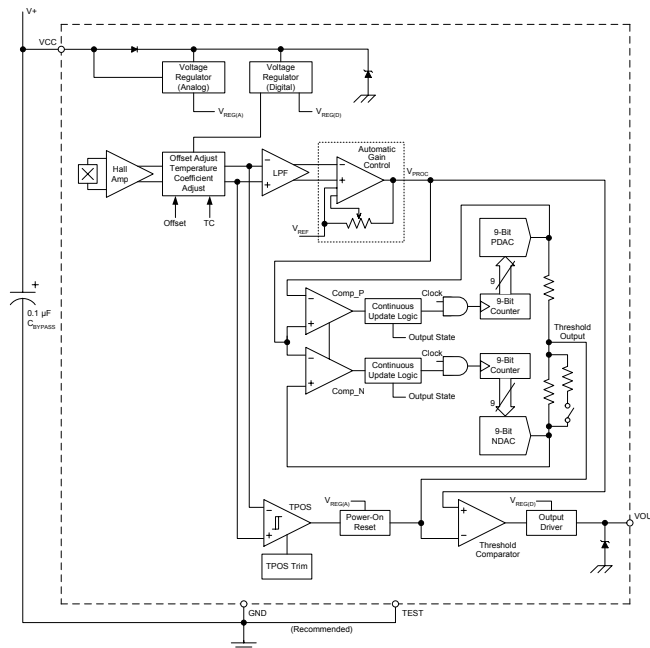 V+
VCC
Voltage
Regulator
(Analog)
Voltage
Regulator
(Digital)
VREG(A)
VREG(D)
Hall
Amp
Offset Adjust
Temperature
Coefficient
Adjust
Offset
TC
LPF
Automatic
Gain
Control
VPROC
VREF
9-Bit
PDAC
9
9-Bit
Counter
Clock
Comp_P
Continuous
Update Logic
Output State
Threshold
Output
Clock
Continuous
Update Logic
Comp_N
Output State
9-Bit
Counter
9
9-Bit
NDAC
+
0.1 µF
CBYPASS
TPOS
TPOS Trim
VREG(A)
Power-On
Reset
Threshold
Comparator
VREG(D)
Output
Driver
VOU
GND
TEST
(Recommended)